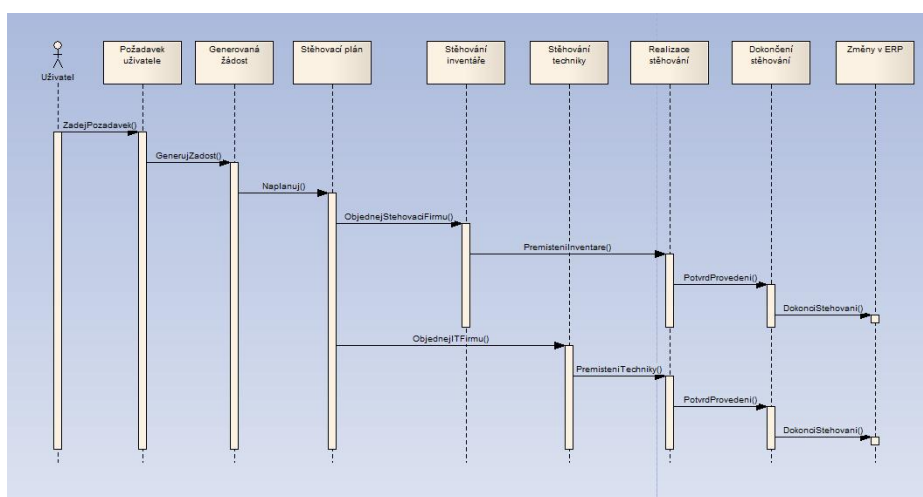 Uživatel
Požadavek
uživatele
Generovaná
žádost
Stěhovací plán
Stěhování
inventáře
Stěhování
techniky
Realizace
stěhování
Dokončení
stěhování
Změny v ERP
ZadejPozadavek()
GenerujZadost()
Naplanuj()
ObjednejStehovaciFirmu()
PremisteniInventare()
PotvrdProvedeni()
DokonciStehovani()
ObjednejITFirmu()
PremisteniTechniky()
PotvrdProvedeni()
DokonciStehovani()